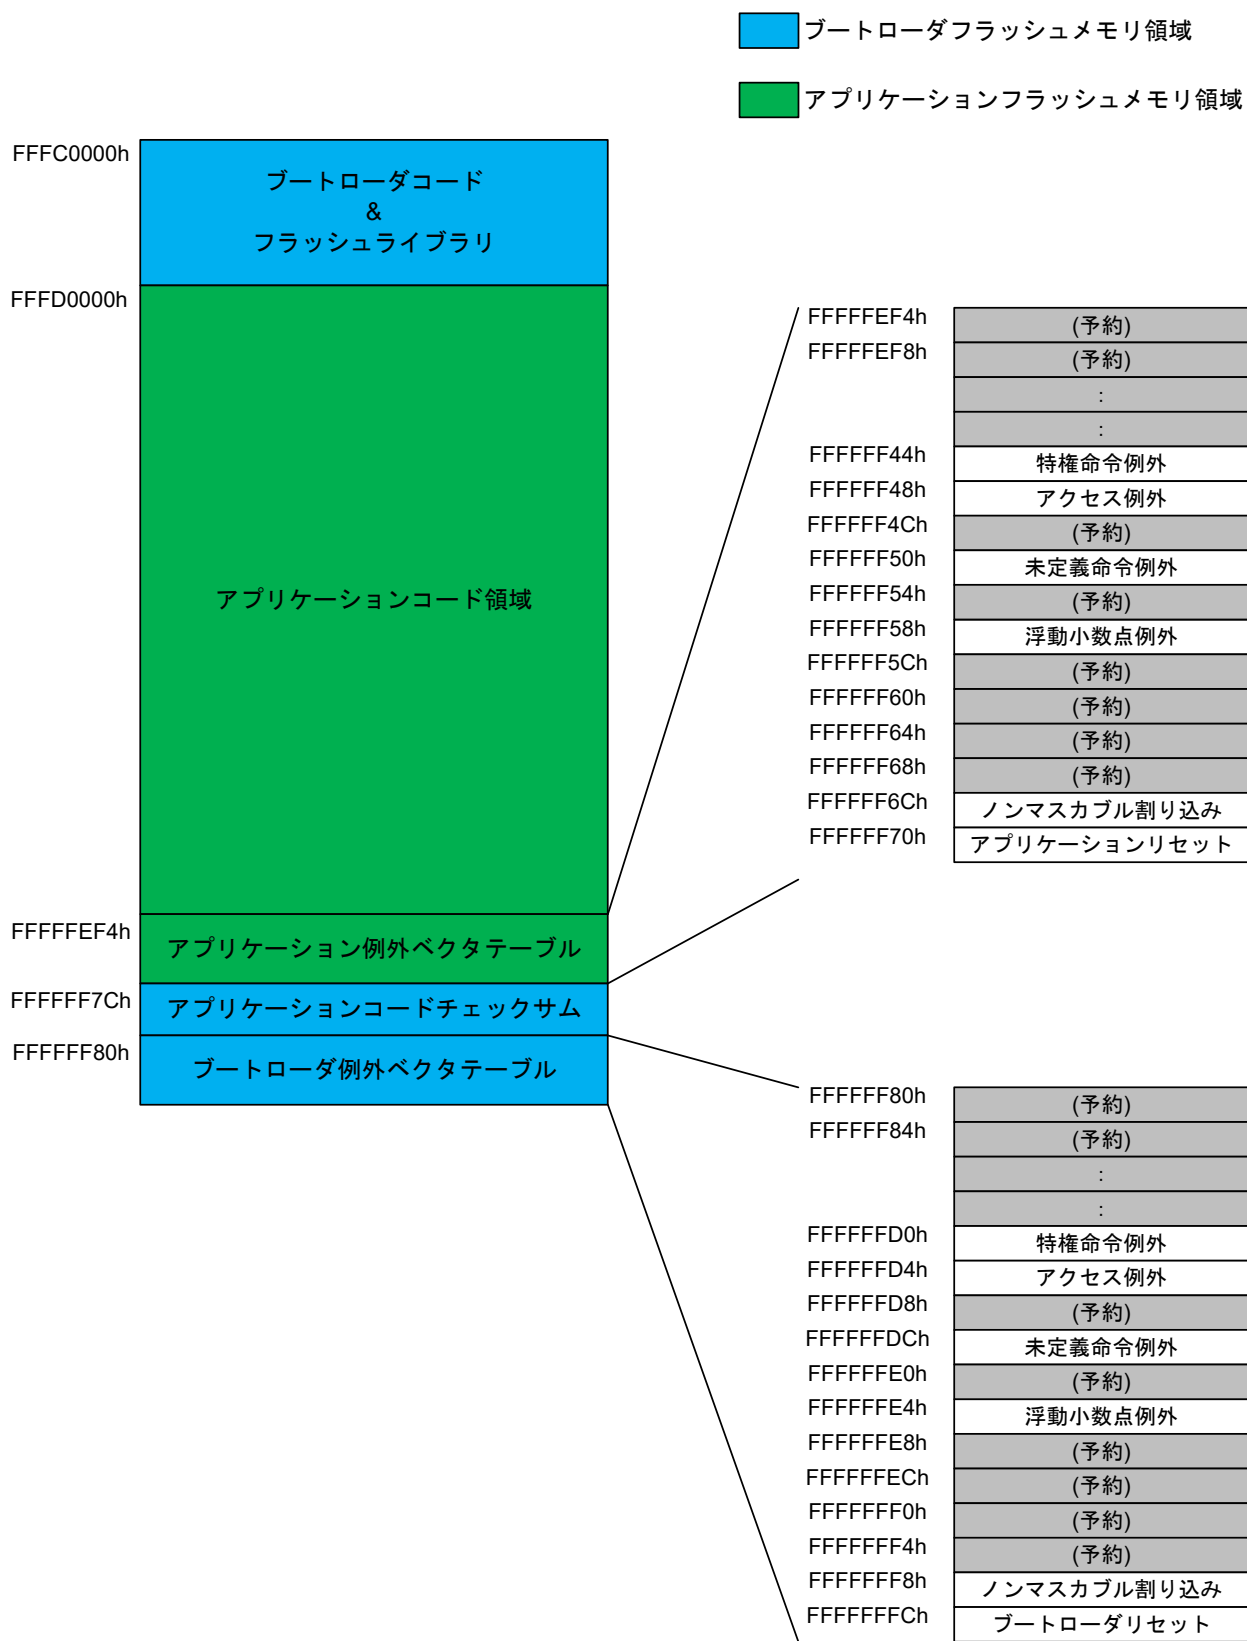 ブートローダフラッシュメモリ領域
アプリケーションフラッシュメモリ領域
FFFC0000h
ブートローダコード
&
フラッシュライブラリ
FFFD0000h
アプリケーションコード領域
FFFFFEF4h
アプリケーション例外ベクタテーブル
FFFFFF7Ch
アプリケーションコードチェックサム
FFFFFF80h
ブートローダ例外ベクタテーブル
FFFFFEF4h (予約)
FFFFFEF8h (予約)
:
:
FFFFFF44h 特権命令例外
FFFFFF48h アクセス例外
FFFFFF4Ch (予約)
FFFFFF50h 未定義命令例外
FFFFFF54h (予約)
FFFFFF58h 浮動小数点例外
FFFFFF5Ch (予約)
FFFFFF60h (予約)
FFFFFF64h (予約)
FFFFFF68h (予約)
FFFFFF6Ch ノンマスカブル割り込み
FFFFFF70h アプリケーションリセット
FFFFFF80h (予約)
FFFFFF84h (予約)
:
:
FFFFFFD0h 特権命令例外
FFFFFFD4h アクセス例外
FFFFFFD8h (予約)
FFFFFFDCh 未定義命令例外
FFFFFFE0h (予約)
FFFFFFE4h 浮動小数点例外
FFFFFFE8h (予約)
FFFFFFECh (予約)
FFFFFFF0h (予約)
FFFFFFF4h (予約)
FFFFFFF8h ノンマスカブル割り込み
FFFFFFFCh ブートローダリセット